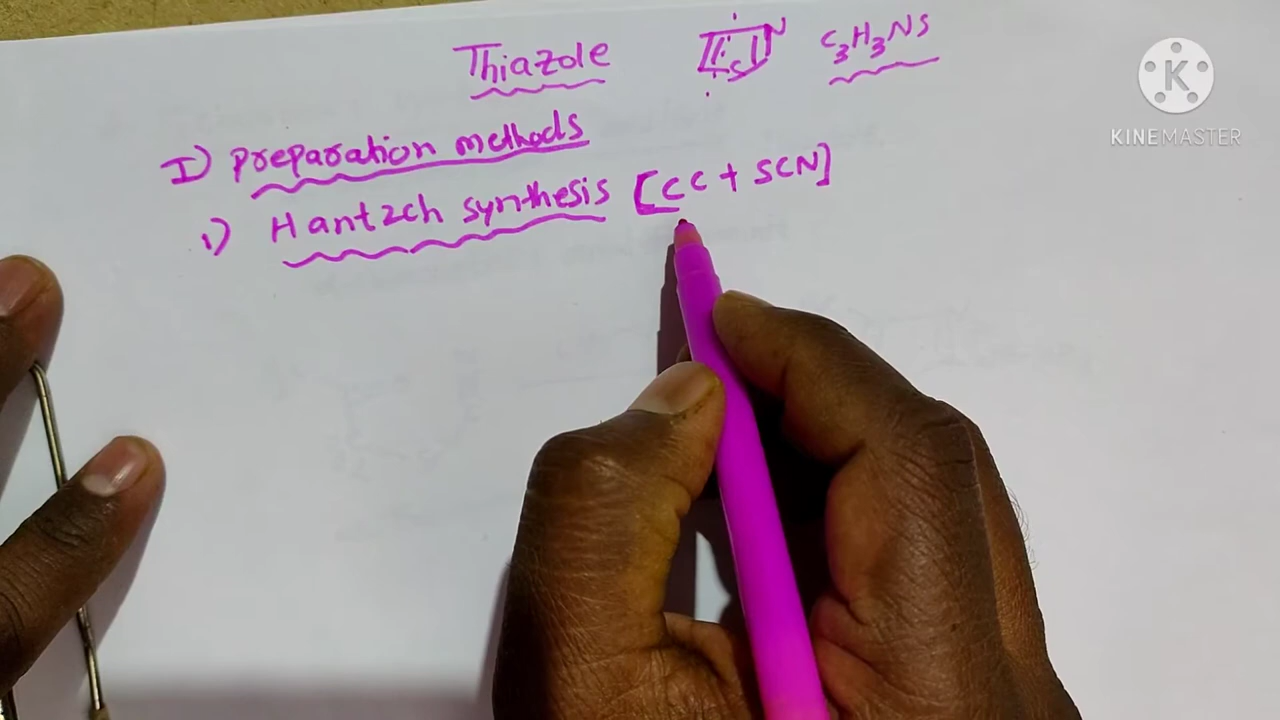 Thiazole N S C3H3NS
I) preparation methods
1) Hantzch synthesis [CC + SCN]
K
KINEMASTER